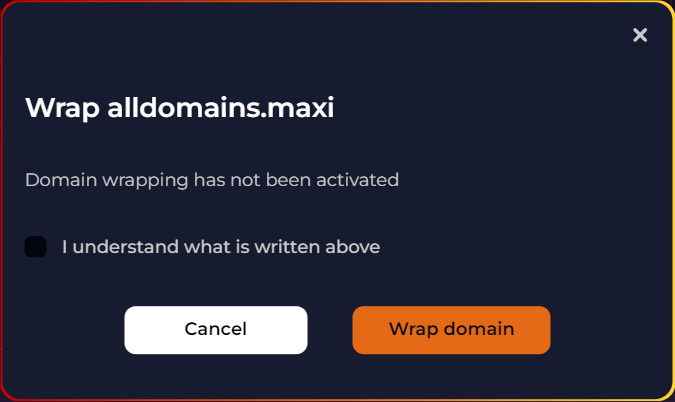 Wrap alldomains.maxi
Domain wrapping has not been activated
I understand what is written above
Cancel
Wrap domain